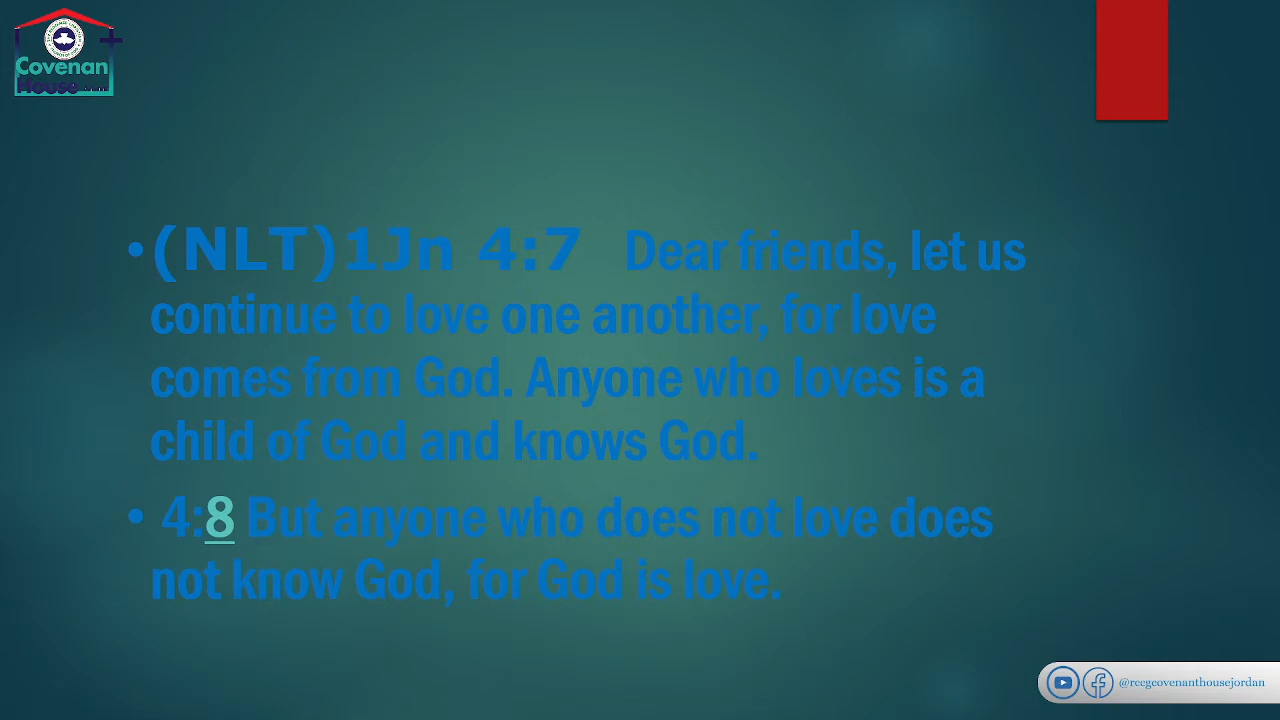 Covenan
House
•(NLT)1Jn 4:7 Dear friends, let us
continue to love one another, for love
comes from God. Anyone who loves is a
child of God and knows God.
• 4:8 But anyone who does not love does
not know God, for God is love.
@rccgcovenanthousejordan